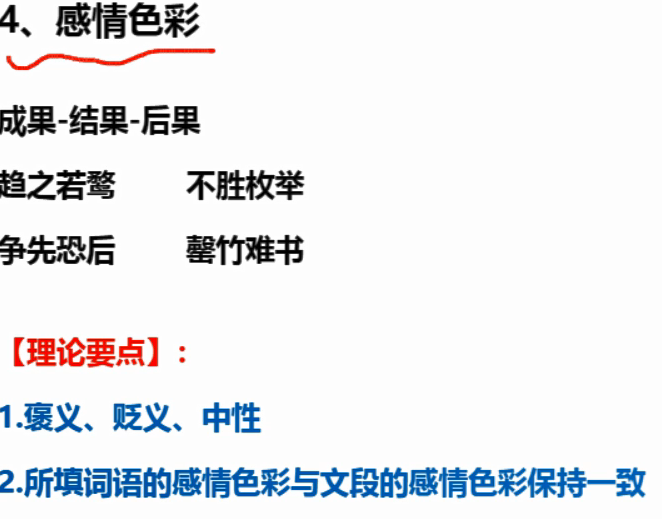 4、感情色彩
成果-结果-后果
趋之若鹜 不胜枚举
争先恐后 罄竹难书
【理论要点】:
1.褒义、贬义、中性
2.所填词语的感情色彩与文段的感情色彩保持一致